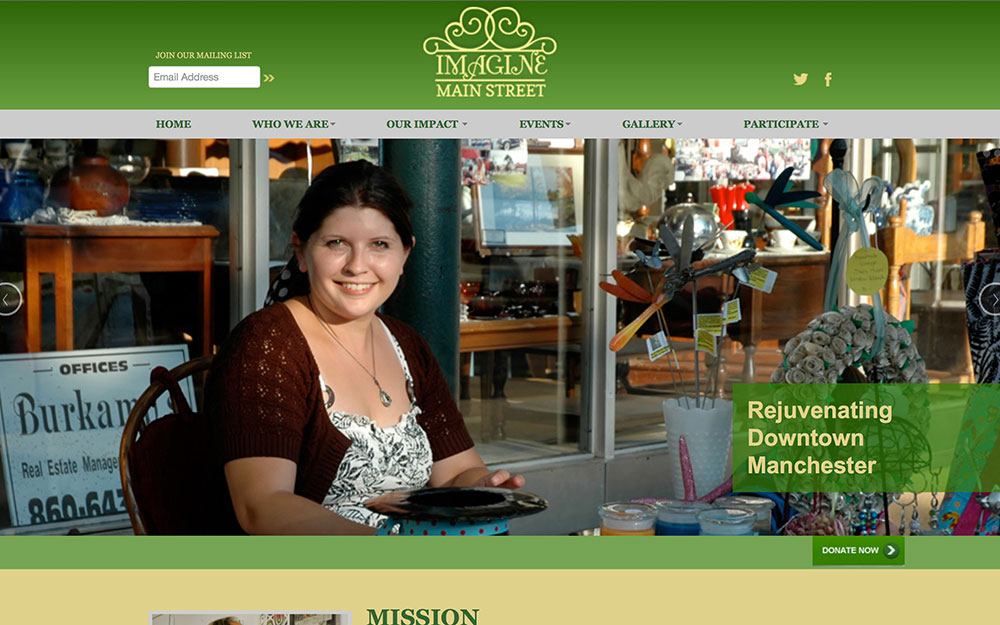 JOIN OUR MAILING LIST
Email Address
IMAGINE
MAIN STREET
HOME
WHO WE ARE
OUR IMPACT
EVENTS
GALLERY
PARTICIPATE
OFFICES
Burkam
Real Estate Manage
860-643
Rejuvenating
Downtown
Manchester
DONATE NOW
MISSION